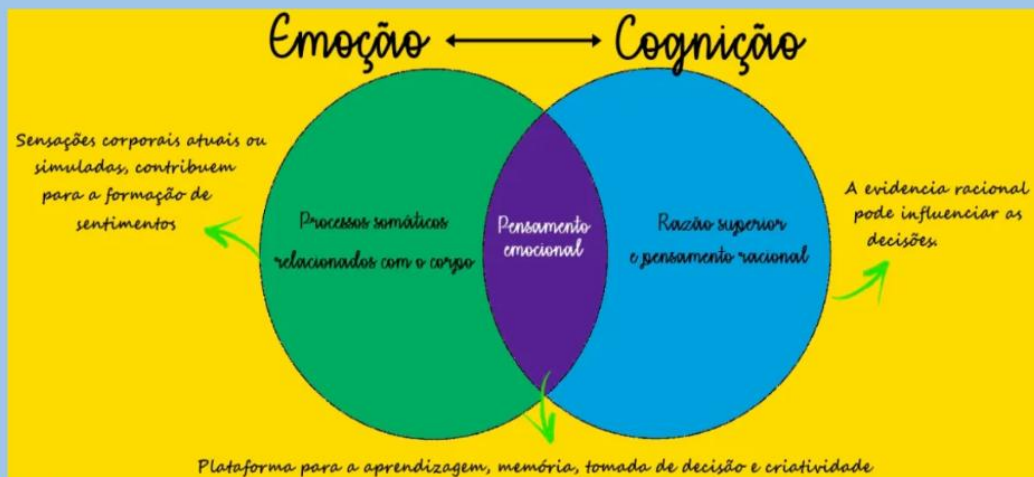 Emoção Cognição
Sensações corporais atuais ou
simuladas, contribuem
para a formação de
sentimentos
Processos somáticos
relacionados com o corpo
Pensamento
emocional
Razão superior
e pensamento racional
A evidencia racional
pode influenciar as
decisões.
Plataforma para a aprendizagem, memória, tomada de decisão e criatividade